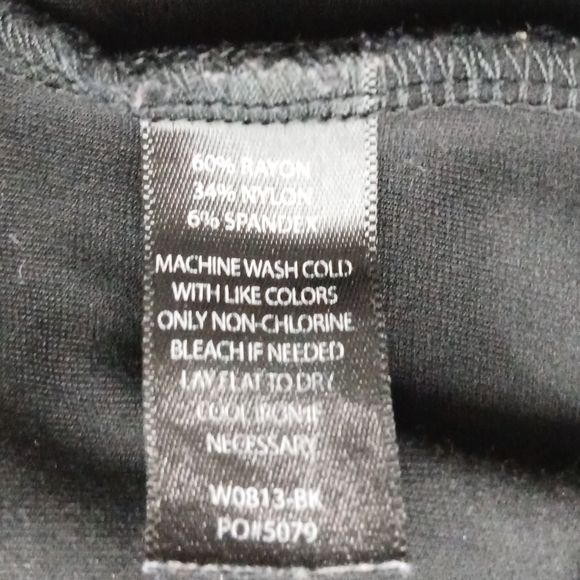 60% RAYON
34% NYLON
6% SPANDEX
MACHINE WASH COLD
WITH LIKE COLORS
ONLY NON-CHLORINE
BLEACH IF NEEDED
LAY FLAT TO DRY
COOL IRON IF
NECESSARY
W0813-BK
PO#5079